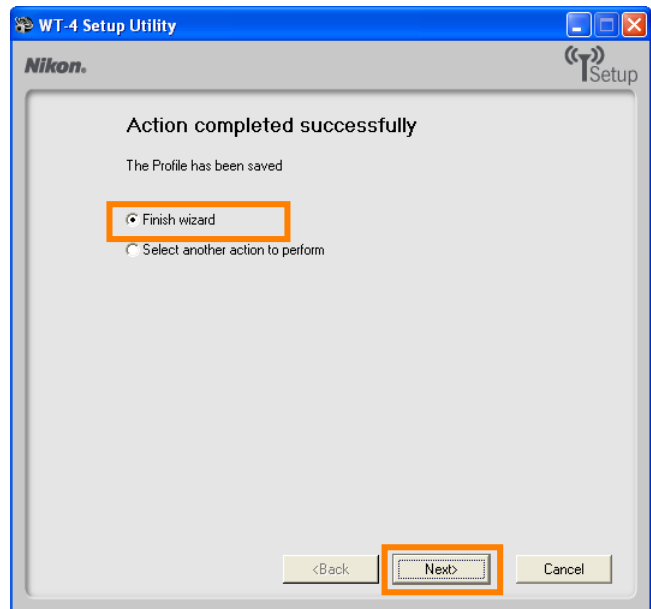 WT-4 Setup Utility
Nikon®
Setup
Action completed successfully
The Profile has been saved
Finish wizard
Select another action to perform
<Back Next> Cancel